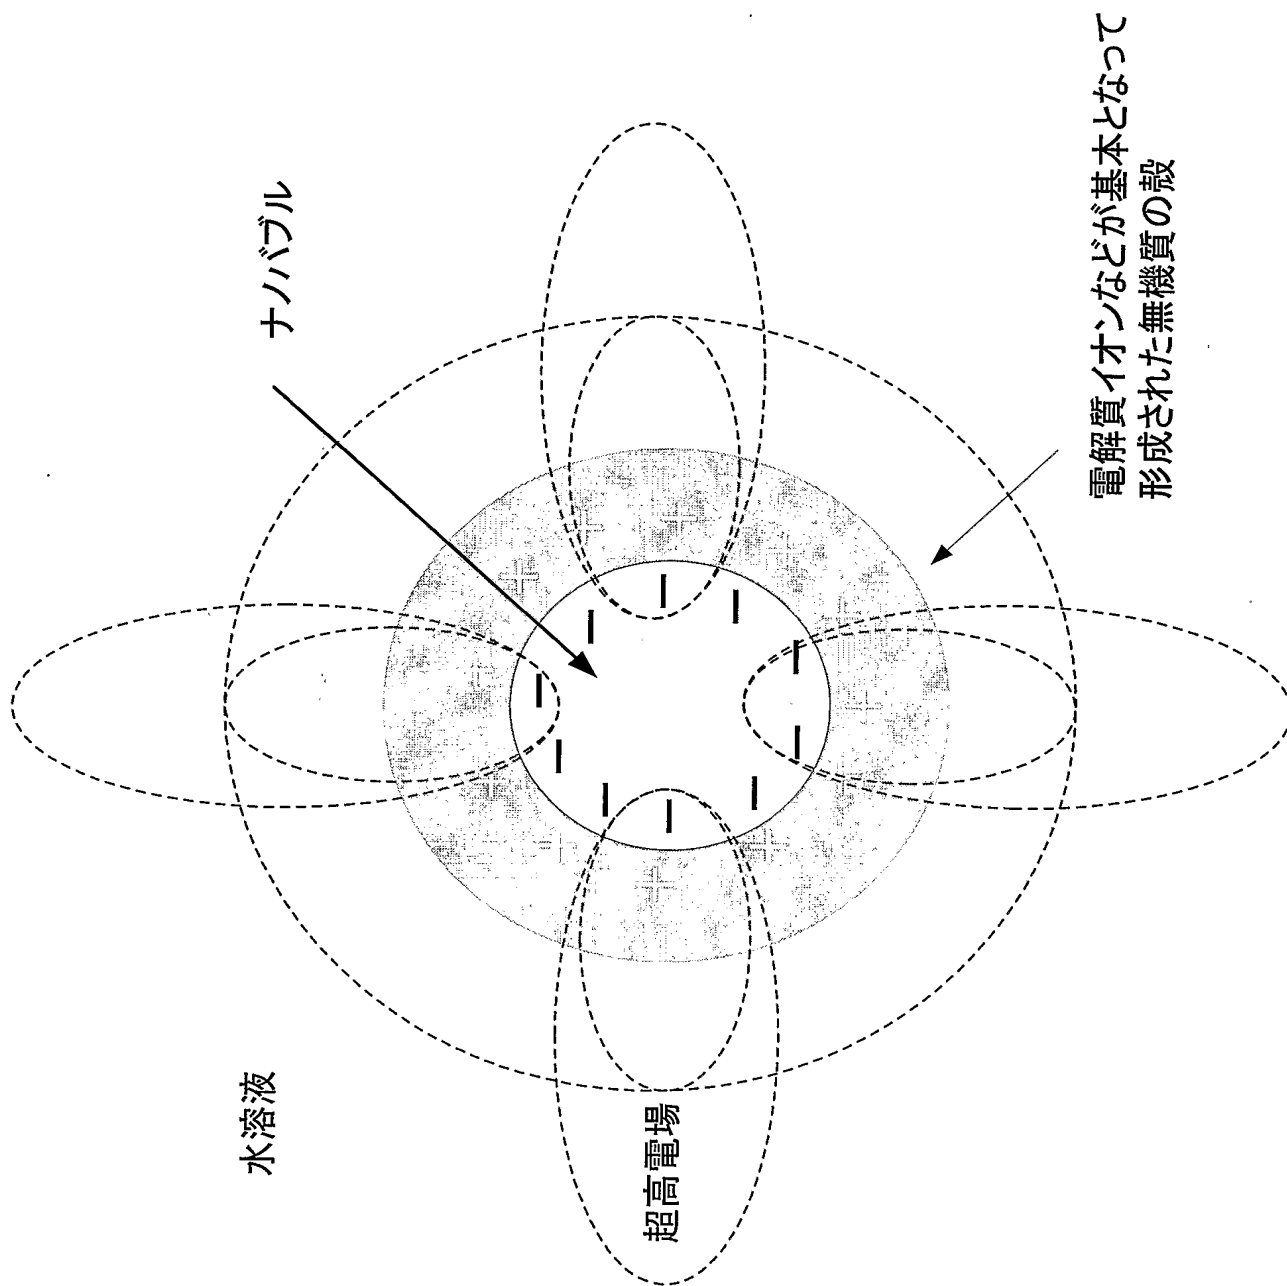 水溶液
ナノバブル
超高電場
電解質イオンなどが基本となって
形成された無機質の殻